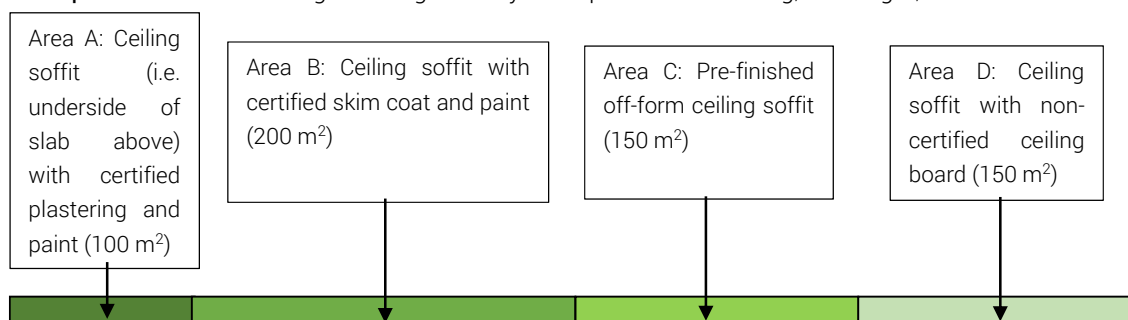 Area A: Ceiling
soffit (i.e.
underside of
slab above)
with certified
plastering and
paint (100 m²)
Area B: Ceiling soffit with
certified skim coat and paint
(200 m²)
Area C: Pre-finished
off-form ceiling soffit
(150 m²)
Area D: Ceiling
soffit with non-
certified ceiling
board (150 m²)